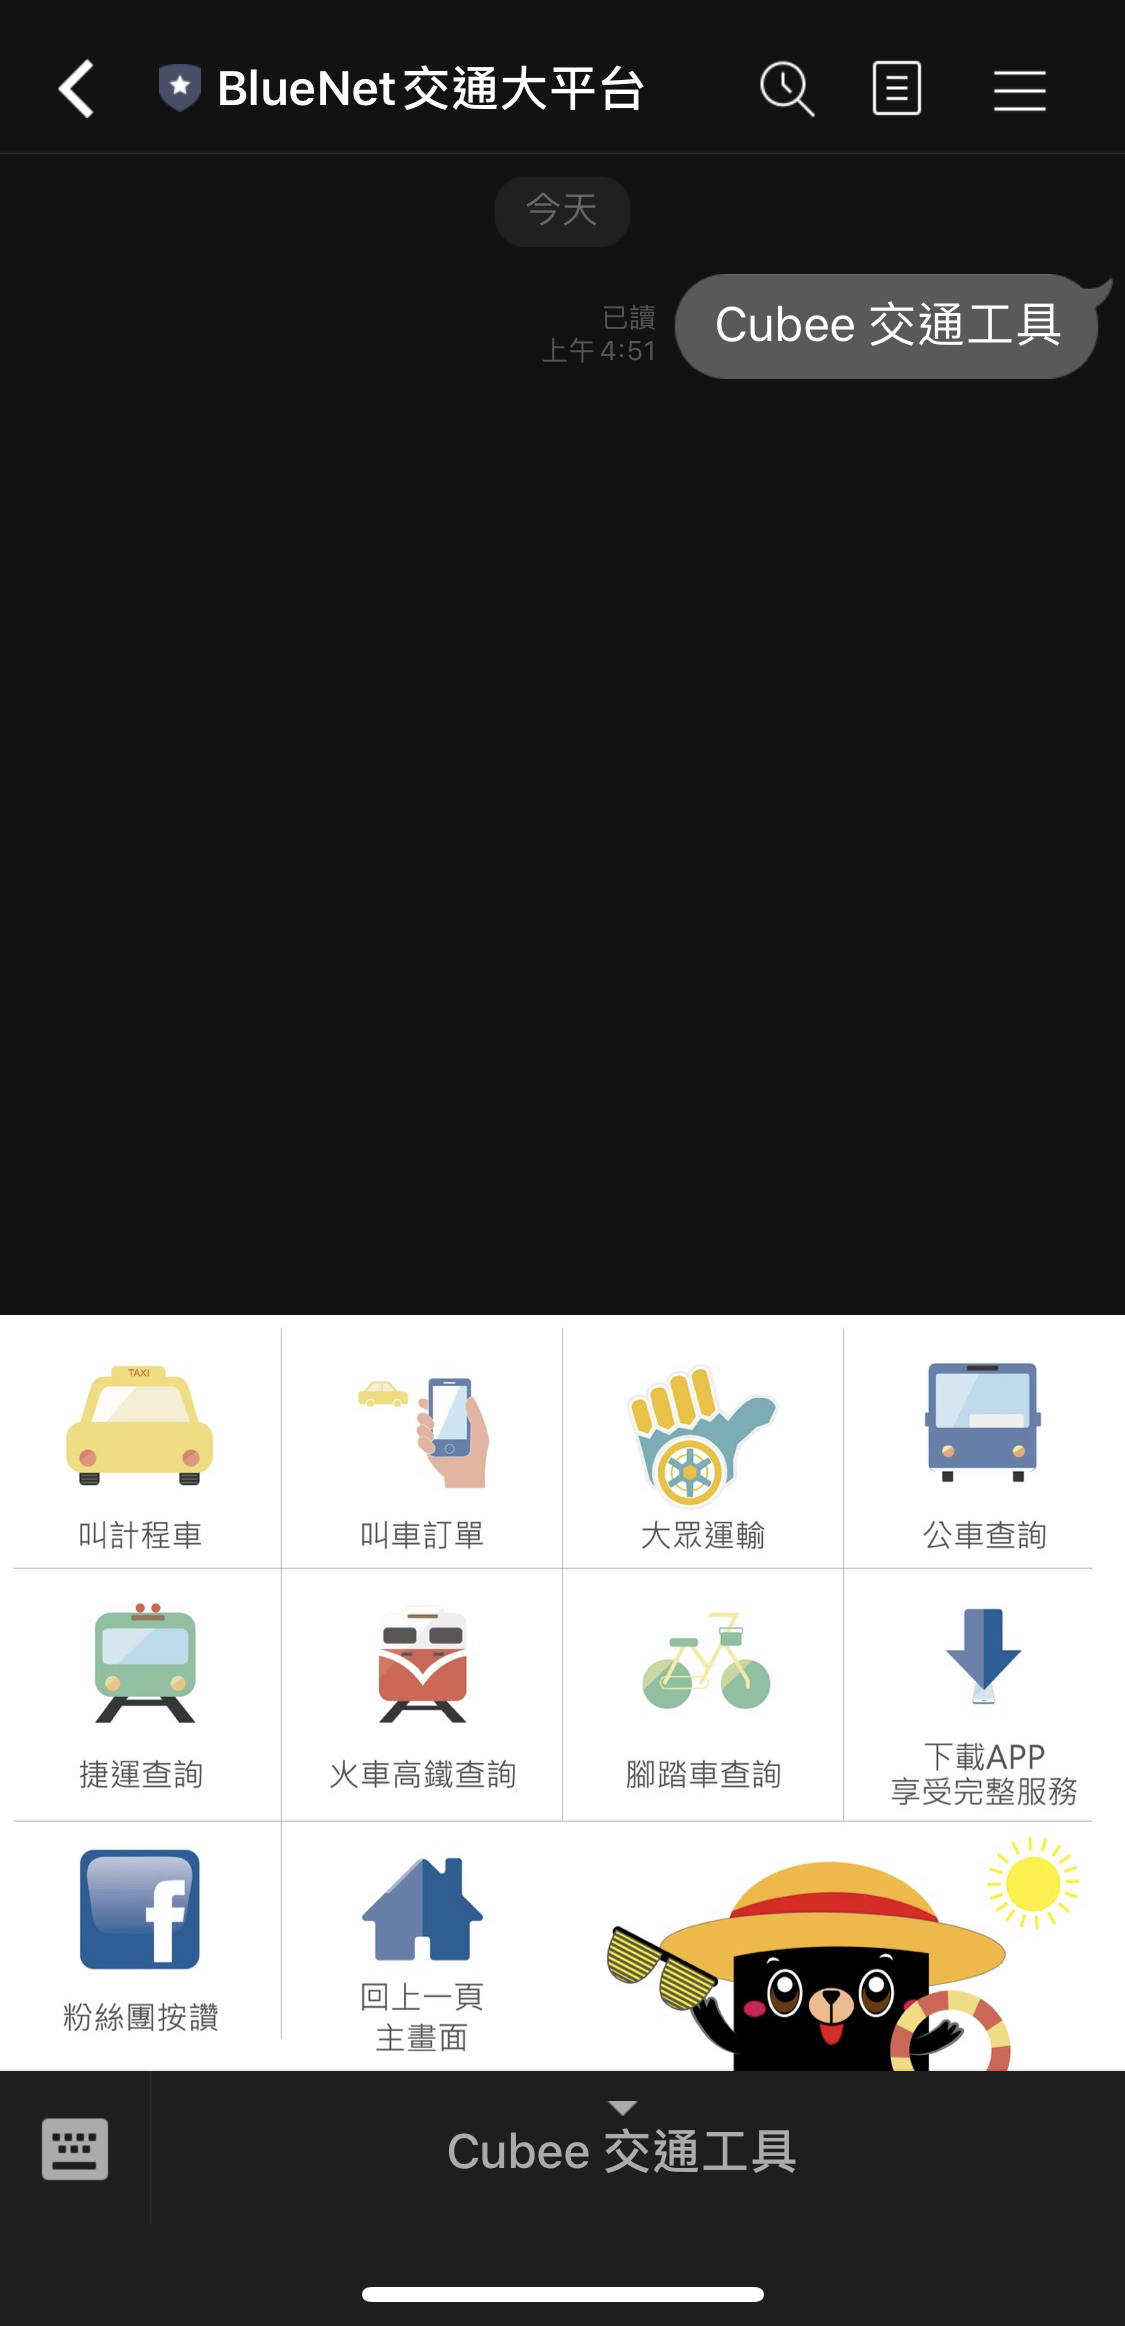 BlueNet交通大平台
今天
已讀
上午 4:51
Cubee 交通工具
TAXI
叫計程車
叫車訂單
大眾運輸
公車查詢
捷運查詢
火車高鐵查詢
腳踏車查詢
下載APP
享受完整服務
f
粉絲團按讚
回上一頁
主畫面
Cubee 交通工具